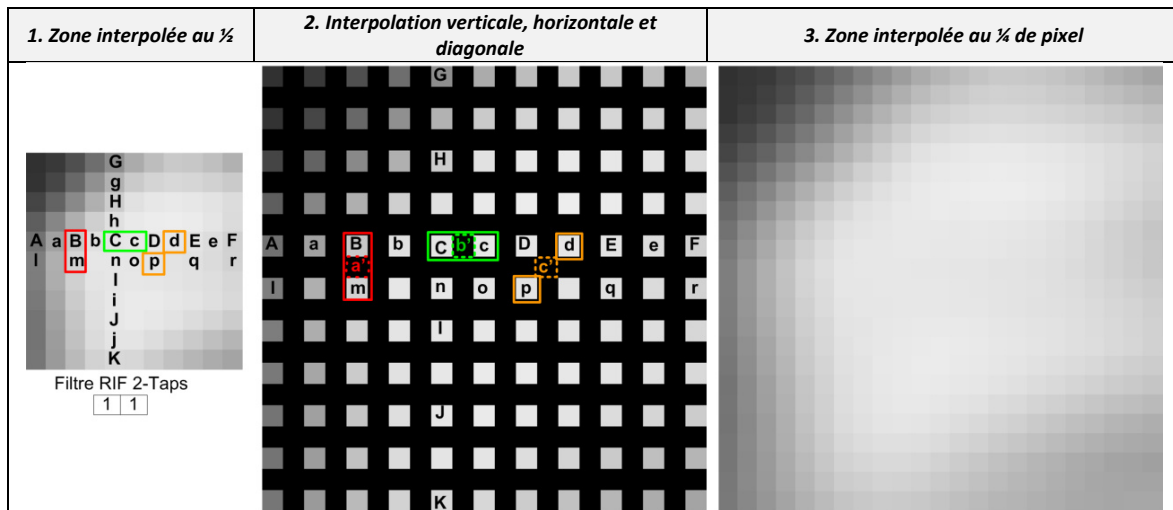 1. Zone interpolée au ½
2. Interpolation verticale, horizontale et
diagonale
3. Zone interpolée au ¼ de pixel
G
g
H
h
A a B b C c D d E e F
l m n o p q r
I
i
J
j
K
Filtre RIF 2-Taps
1 1
G
H
A a B b C b' c D d E e F
a' c'
l m n o p q r
I
J
K